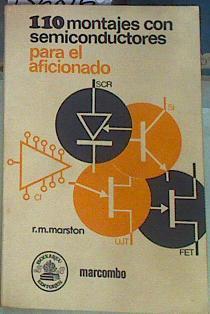 110 montajes con
semiconductores
para el
aficionado
SCR
SI
CI
r.m.marston
UJT
FET
marcombo